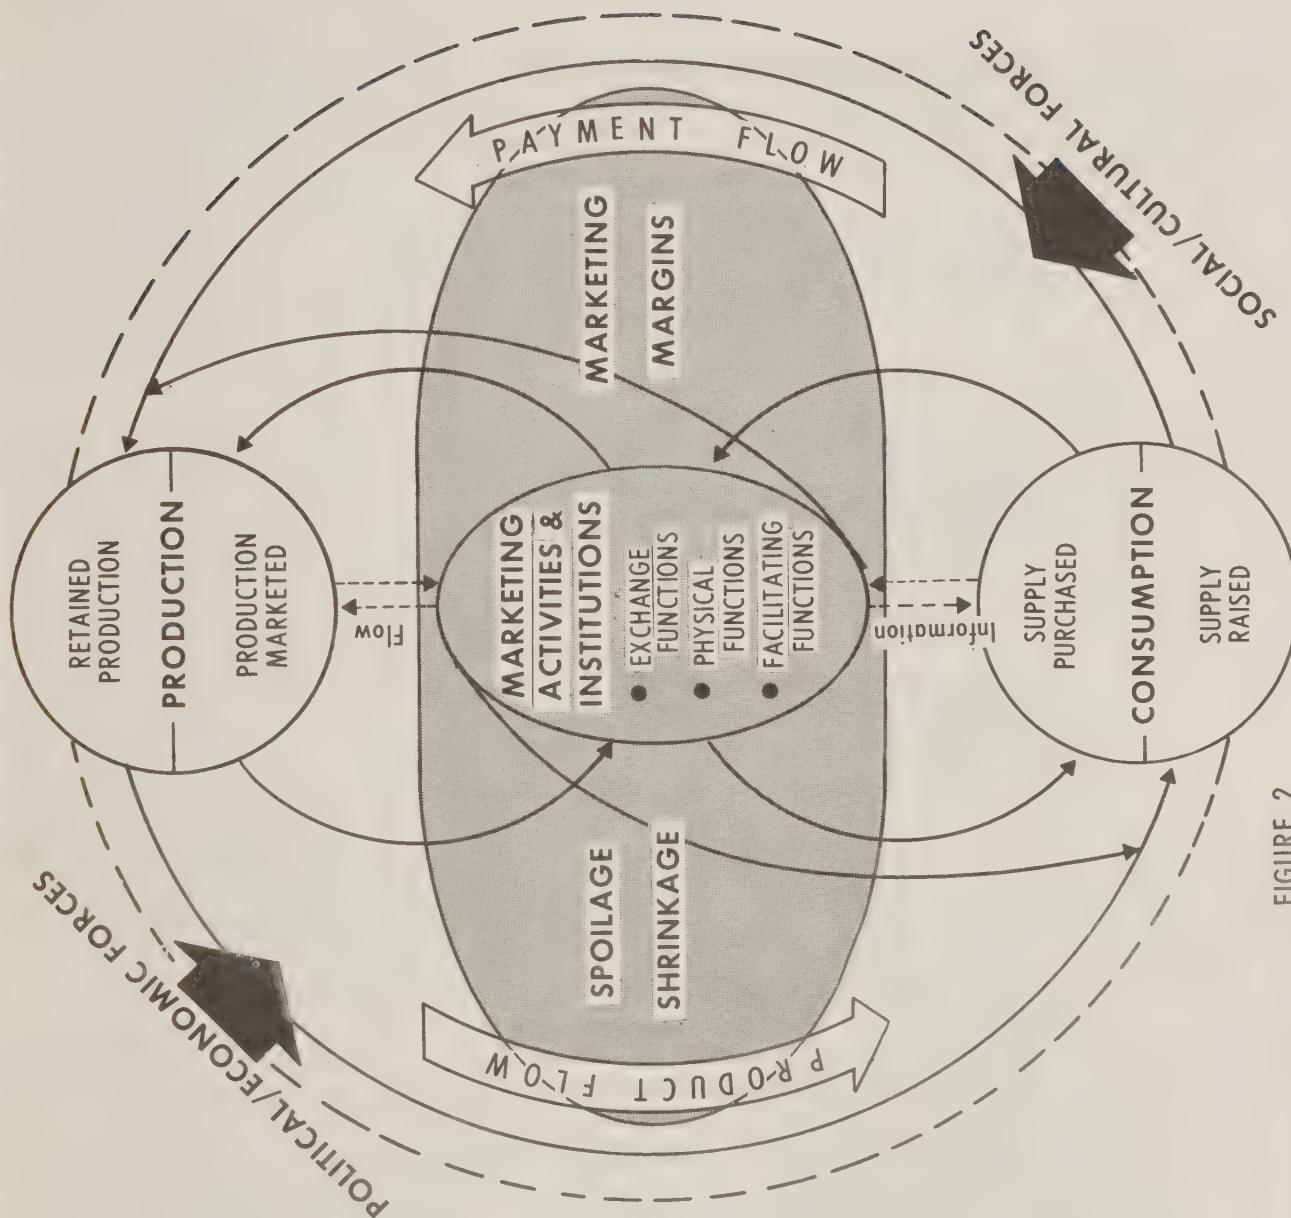 POLITICAL/ECONOMIC FORCES
SOCIAL/CULTURAL FORCES
RETAINED
PRODUCTION
PRODUCTION
PRODUCTION
MARKETED
Flow
PRODUCT FLOW
PAYMENT FLOW
SPOILAGE
SHRINKAGE
MARKETING
ACTIVITIES &
INSTITUTIONS
● EXCHANGE
FUNCTIONS
● PHYSICAL
FUNCTIONS
● FACILITATING
FUNCTIONS
MARKETING
MARGINS
Information
SUPPLY
PURCHASED
CONSUMPTION
SUPPLY
RAISED
FIGURE 2